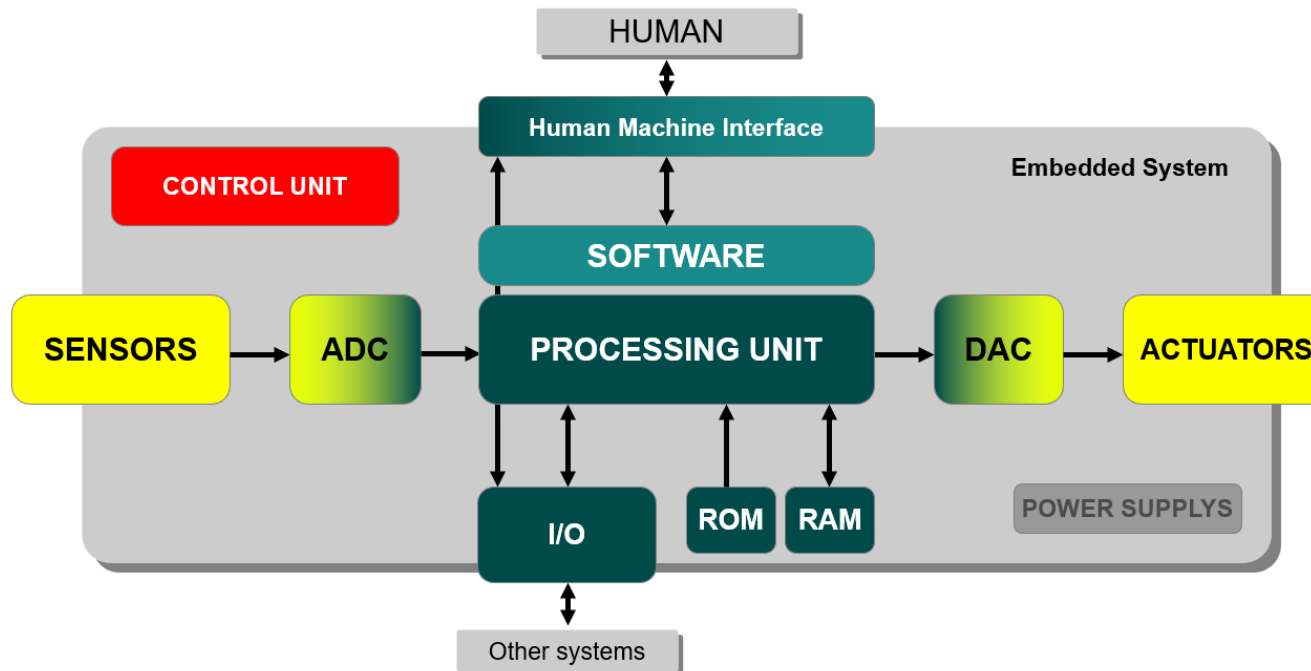 HUMAN
Human Machine Interface
CONTROL UNIT
Embedded System
SOFTWARE
SENSORS
ADC
PROCESSING UNIT
DAC
ACTUATORS
I/O
ROM
RAM
POWER SUPPLYS
Other systems